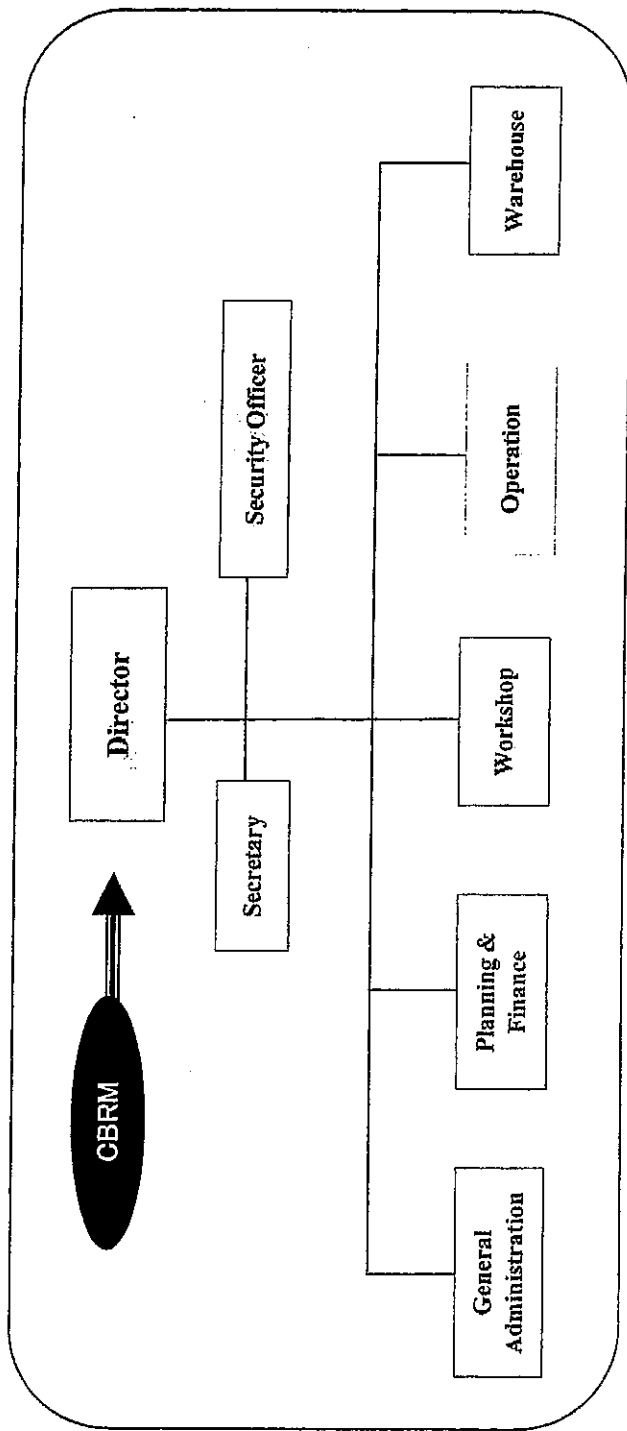 CBRM
Director
Secretary
Security Officer
General
Administration
Planning &
Finance
Workshop
Operation
Warehouse